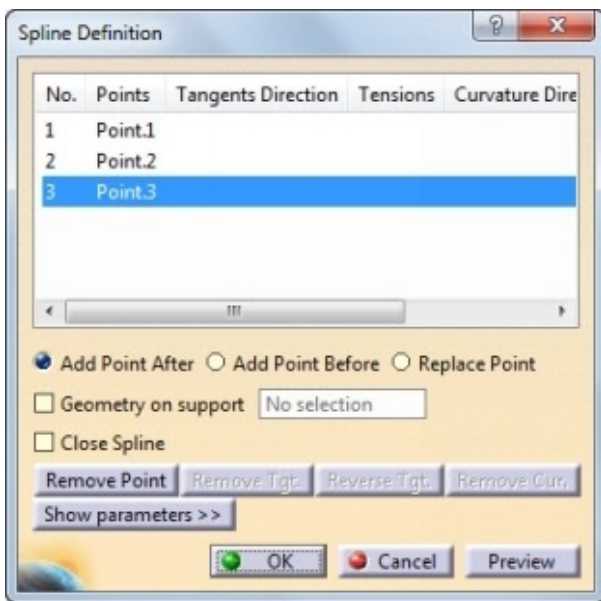 Spline Definition
No. Points Tangents Direction Tensions Curvature Dire
1 Point.1
2 Point.2
3 Point.3
Add Point After Add Point Before Replace Point
Geometry on support No selection
Close Spline
Remove Point Remove Tgt. Reverse Tgt. Remove Cur.
Show parameters >>
OK Cancel Preview